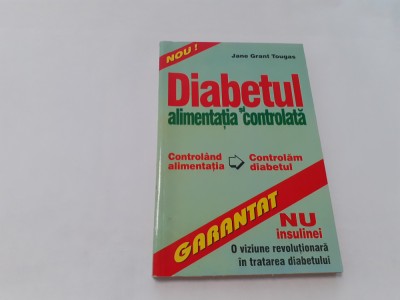 NOU!
Jane Grant Tougas
Diabetul
și
alimentația controlată
Controlând Controlăm
alimentația diabetul
GARANTAT
NU
insulinei
O viziune revoluționară
în tratarea diabetului